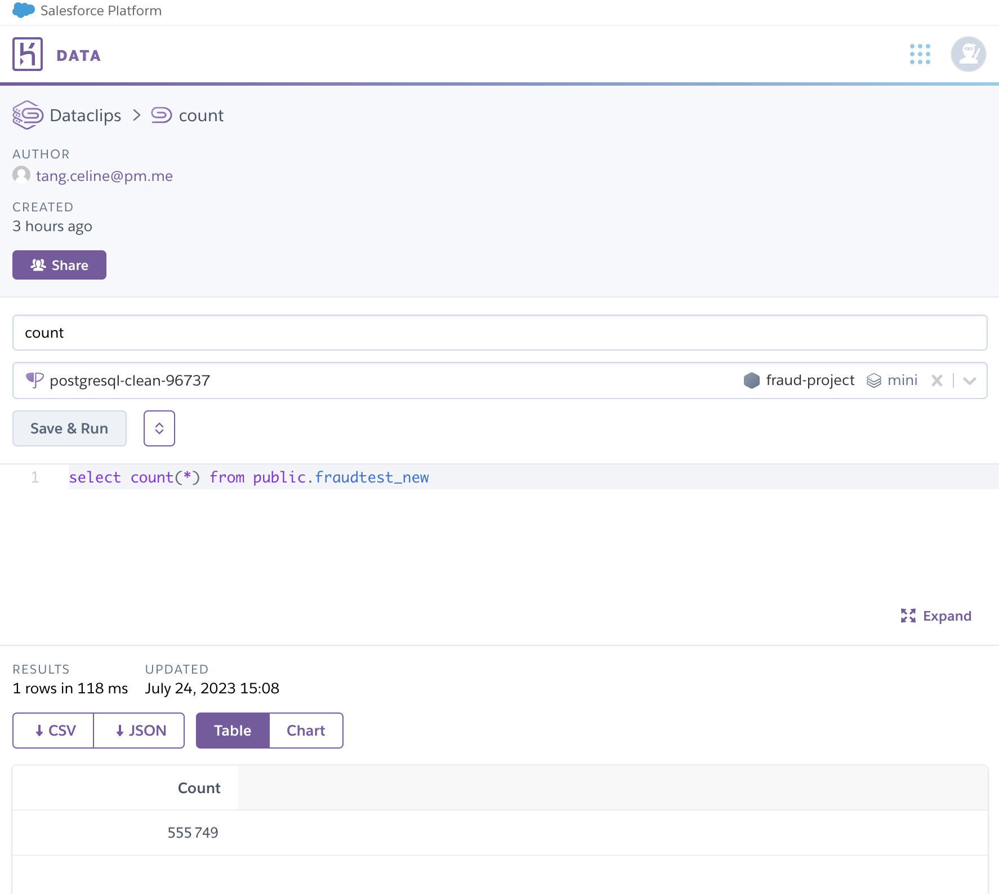 Salesforce Platform
DATA
Dataclips > count
AUTHOR
tang.celine@pm.me
CREATED
3 hours ago
Share
count
postgresql-clean-96737 fraud-project mini
Save & Run
1 select count(*) from public.fraudtest_new
Expand
RESULTS UPDATED
1 rows in 118 ms July 24, 2023 15:08
CSV JSON Table Chart
Count
555 749